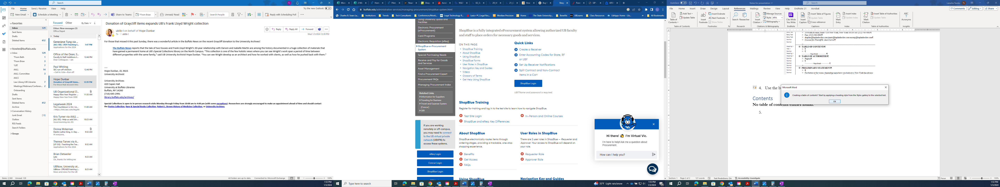 Search
File
Home
Send / Receive
View
Help
Try the new Outlook
Off
New Email
Schedule a Meeting
Share to Teams
*From Brian
Unread/ Read
Search People
Reply with Scheduling Poll
Favorites
Inbox 129
Sent Items
Drafts
Deleted Items 412
ltowles@buffalo.edu
Inbox 129
*From Beth 1
*From Brian 3
*LRT 7
AALL 14
AALL Committee 3
AALS
Law Library/UB Libraries 7
Meetings/Webinars/Conferen... 2
Onboarding
Drafts
Sent Items
Deleted Items 412
Archive
Conversation History
Junk Email [13]
Outbox
RSS Feeds
Search Folders
Groups
Focused Other By Date
Other: New messages (3)
Office Depot
Today
Genevieve Tung via ...
[ALL-SIS] : 2024 Teaching t... 1:47 PM
Applications for the 2024
Office of the Dean, S...
Faculty & Staff Additions t... 12:46 PM
Dear Colleagues: I am
Paul Whiting
SEC run-off election 12:46 PM
--Call to Vote—Run-off
Hope Dunbar
Donation of Graycliff items... 12:39 PM
For those that missed it this
UB Organizational D...
Happy New Year! Register ... 11:35 AM
Happy New Year from ODE!
Legalweek 2024
The Countdown Is On | Le... 11:00 AM
<https://link.law.com/img/64
Kris Turner via AALL ...
[ALL-SIS] : Help us add Sch... 10:23 AM
Good morning ALL-SIS
Donna Mckernan
Martin Luther King, Jr. Day ... 9:32 AM
Hi everyone,
Theresa Tarves via A...
[LIT-SIS] : Teaching the Tea... 9:32 AM
Applications for the 2024
Brian Detweiler
Late 9:23 AM
Ok, thanks for letting me
UBNow, University at...
UBNow: CPR/AED training |... 8:23 AM
News and views for the UB
Items: 2,560 Unread: 129
Donation of Graycliff items expands UB's Frank Lloyd Wright collection
ublib-l on behalf of Hope Dunbar
To ublib-l
Reply Reply All Forward
Wed 1/3/2024 12:39 PM
For those that missed it this past Sunday, there was a wonderful article in the Buffalo News on the recent Graycliff donation to the University Archives!
The Buffalo News reports that the tale of two houses and Frank Lloyd Wright's 30-year relationship with Darwin and Isabelle Martin are among the history documented in a huge collection of materials that
have gained a permanent home at UB's Special Collections library on the North Campus. "This collection is one of the few holistic views where you can see Wright's work span a period of time between
different properties with the same family," said UB University Archivist Hope Dunbar. "You can see Wright develop as an architect and how he worked with clients, as well as how he pushed back with them."
Hope Dunbar, JD, MLIS
University Archivist
University Archives
420 Capen Hall
University at Buffalo Libraries
Buffalo, NY 14260
(716) 645-2991
library.buffalo.edu/archives/
Special Collections is open to in-person research visits Monday through Friday from 10:00 am to 4:00 pm (with some exceptions). Researchers are strongly encouraged to make an appointment ahead of time and should contact
the Poetry Collection, Rare & Special Books Collection, Robert L. Brown History of Medicine Collection, or University Archives.
All folders are up to date. Connected to: Microsoft Exchange 100%
1:53 PM
1/3/2024
buffalo.edu/administrative-services/managing-procurement/shopblue-system.html
Charles B. Sears La... Institutions Trends Tech Consultants Conferences/Meeti... Legal Technology R... Lexis+® | Legal Res... Westlaw Precision Home The State University... Benefits UBLearns Class Resources LibApps Home - Lib... All Bookmarks
Using University Space and
Facilities
Electronic Procurement
(eProcurement)
Card Programs
Electronic Requisition (eReq)
ShopBlue e-Procurement
System
Special Purchasing Needs
Receive and Pay for Goods
and Services
Asset Management
Find a Procurement Expert
Procurement FAQs
Managing Procurement Index
Related Links
Information for Suppliers
Traveling for Business
Travel and Expense System
(Concur)
SIRI
If you are working
remotely or off-campus,
you may need to connect
to the UB virtual private
network (UBVPN) to
access these systems.
eReq Login
Concur Login
ShopBlue Login
ShopBlue is a fully integrated eProcurement system allowing authorized UB faculty
and staff to place orders for necessary goods and services.
ON THIS PAGE:
ShopBlue Training
About ShopBlue
Using ShopBlue
ShopBlue Forms
User Roles in ShopBlue
Navigation Key and Guides
Videos
Glossary of Terms
Get Help Using ShopBlue
Quick Links
Create a Receiver
Enter Accounting Codes for State, RF
or UBF
Set Up Receiver Notifications
Split Contract and Non-Contract
Items in a Cart
ShopBlue Login
UBITName and password is required.
ShopBlue Training
Register for training and log in to the test site to learn how to navigate ShopBlue.
Test Site Login
In-Person and Online Courses
ShopBlue and eReq: Key Differences
About ShopBlue
ShopBlue electronically routes items through
ordering stages, providing a trackable, one-stop
shopping experience.
Benefits
Get Access
FAQs
User Roles in ShopBlue
There are 2 user roles in ShopBlue — Requester and
Approver. Your access to ShopBlue will depend on
your role.
Requester Role
Approver Role
Using ShopBlue
Navigation Key and Guides
Hi there! I'm Virtual Vic.
I'm here to help! Ask me a question about
Procurement.
How can I help you?
Type here to search
35°F Light rain/snow
1:53 PM
1/3/2024
AutoSave Off
Notes for presentation
Search
Latasha Towles
File Home Insert Draw Design Layout References Mailings Review View Help EndNote 21 Acrobat
Comments Editing Share
Table of Contents
Add Text
Update Table
Table of Contents
Insert Footnote
Insert Endnote
Next Footnote
Show Notes
Footnotes
Search Researcher
Research
Insert Citation
Manage Sources
Style: APA
Bibliography
Citations & Bibliography
Cite While You Write
EndNote
Insert Caption
Insert Table of Figures
Update Table
Cross-reference
Captions
Mark Entry
Insert Index
Update Index
Index
Mark Citation
Insert Table of Authorities
Update Table
Table of Authorities
Acronyms
Insights
Fax: (212) 564-0883
Counsel for Plaintiff E. Jean Carroll
TABLE OF CONTENTS
Page Break
TABLE OF AUTHORITIES
Page(s)
Page Break
PRELIMINARY STATEMENT
For better or for worse, depending upon how you look at it, New York has always
4. Use the b
Microsoft Word
Creating a table of contents? Start by applying a heading style from the Styles gallery to the selected text.
OK
Contents
No table of contents entries found.
5.
Section: 1 Page 2 of 2 121 words Text Predictions: On Accessibility: Investigate Focus 150%
1:53 PM
1/3/2024